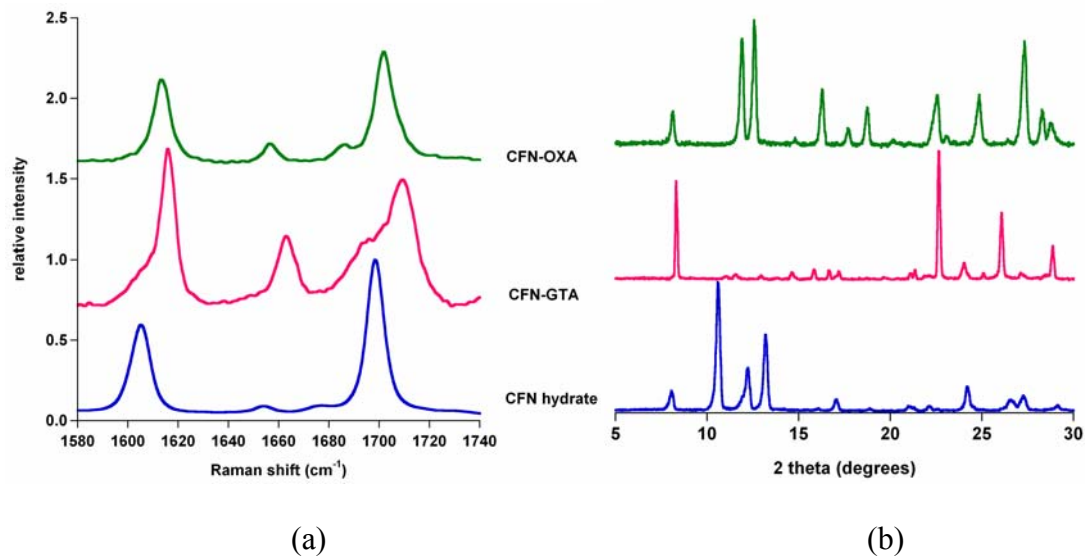 2.5
2.0
1.5
1.0
0.5
0.0
relative intensity
1580 1600 1620 1640 1660 1680 1700 1720 1740
Raman shift (cm⁻¹)
CFN-OXA
CFN-GTA
CFN hydrate
5 10 15 20 25 30
2 theta (degrees)
(a) (b)